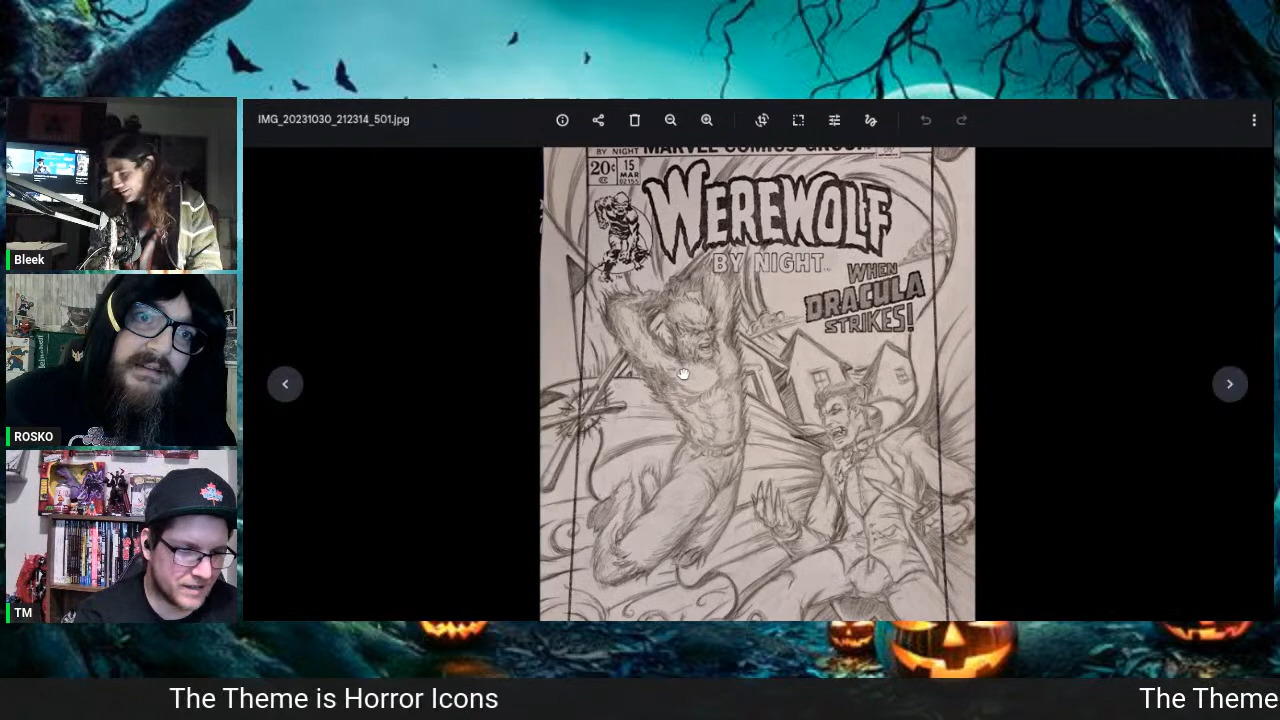 IMG_20231030_212314_501.jpg
BY NIGHT MARVEL COMICS GROUP
20¢
15
MAR
02155
WEREWOLF
BY NIGHT
WHEN
DRACULA
STRIKES!
Bleek
ROSKO
TM
The Theme is Horror Icons
The Theme